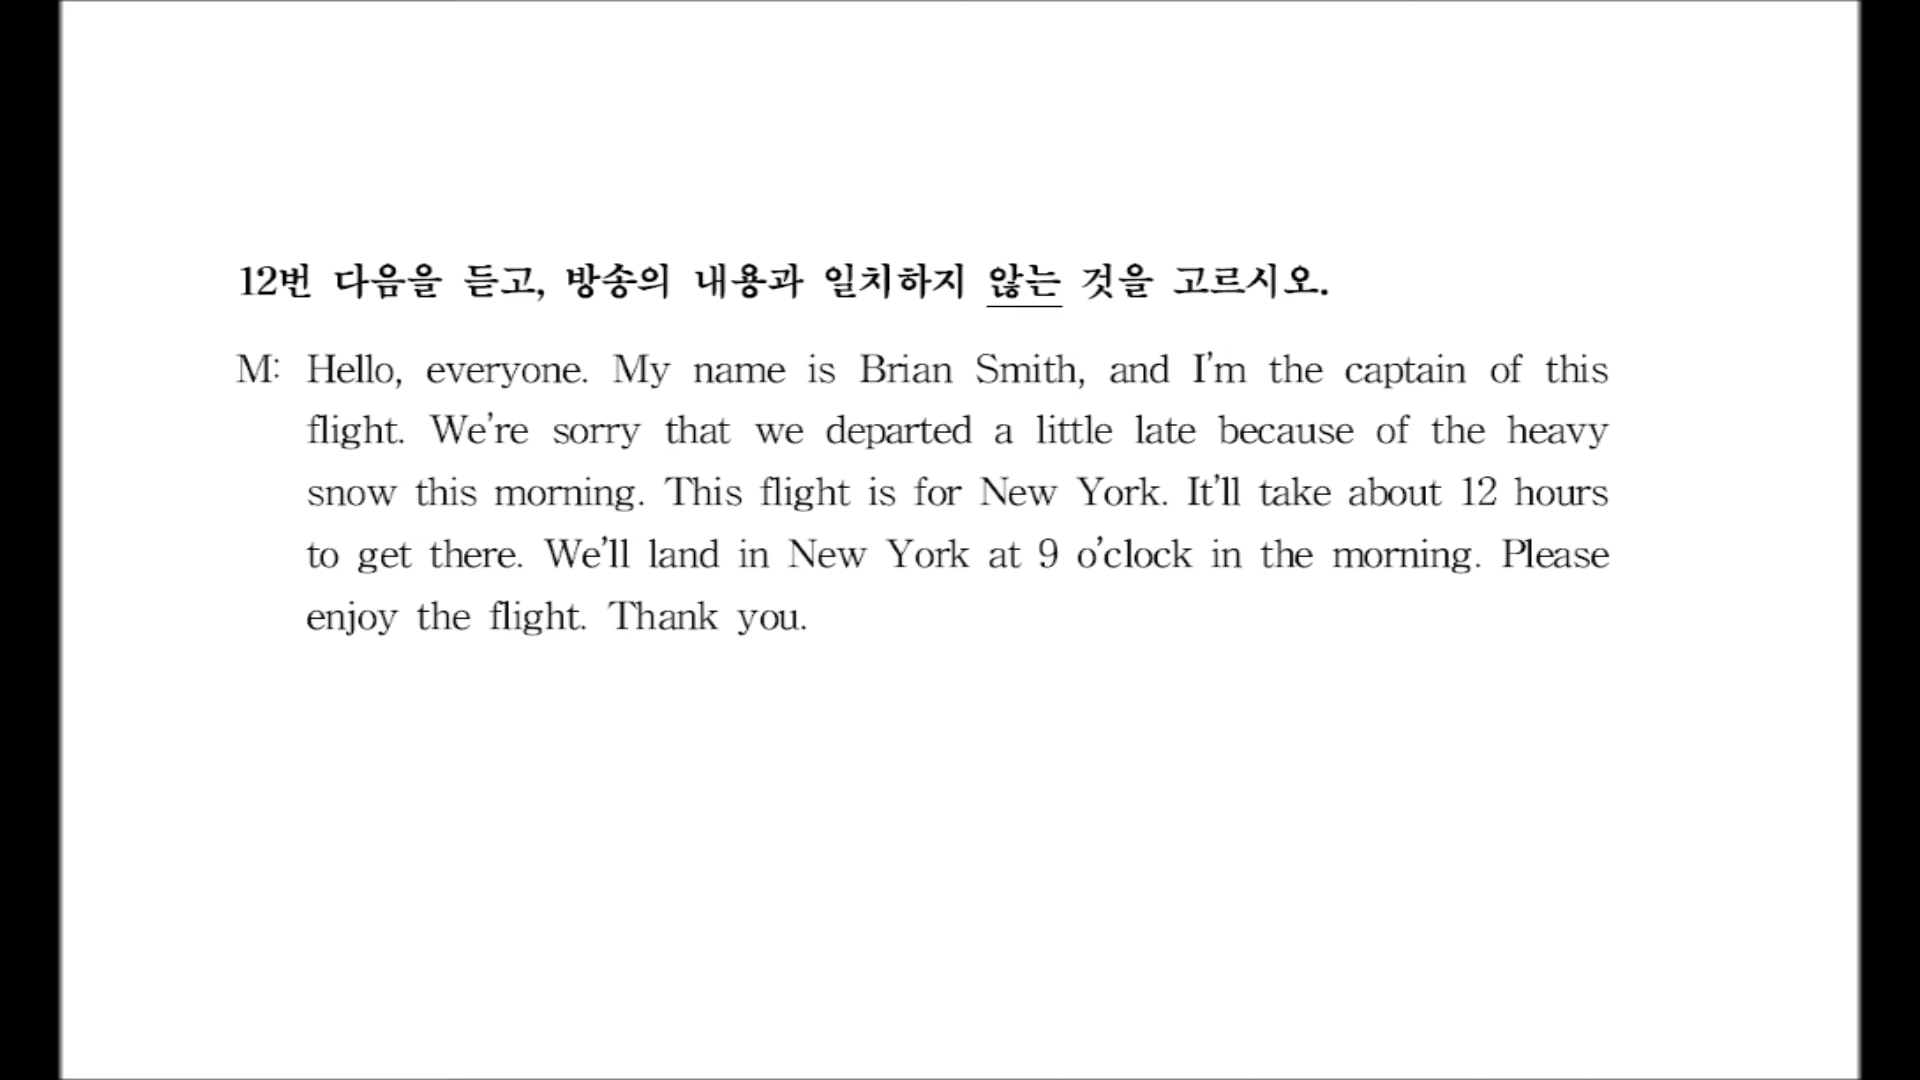 12번 다음을 듣고, 방송의 내용과 일치하지 않는 것을 고르시오.
M: Hello, everyone. My name is Brian Smith, and I'm the captain of this
flight. We're sorry that we departed a little late because of the heavy
snow this morning. This flight is for New York. It'll take about 12 hours
to get there. We'll land in New York at 9 o'clock in the morning. Please
enjoy the flight. Thank you.